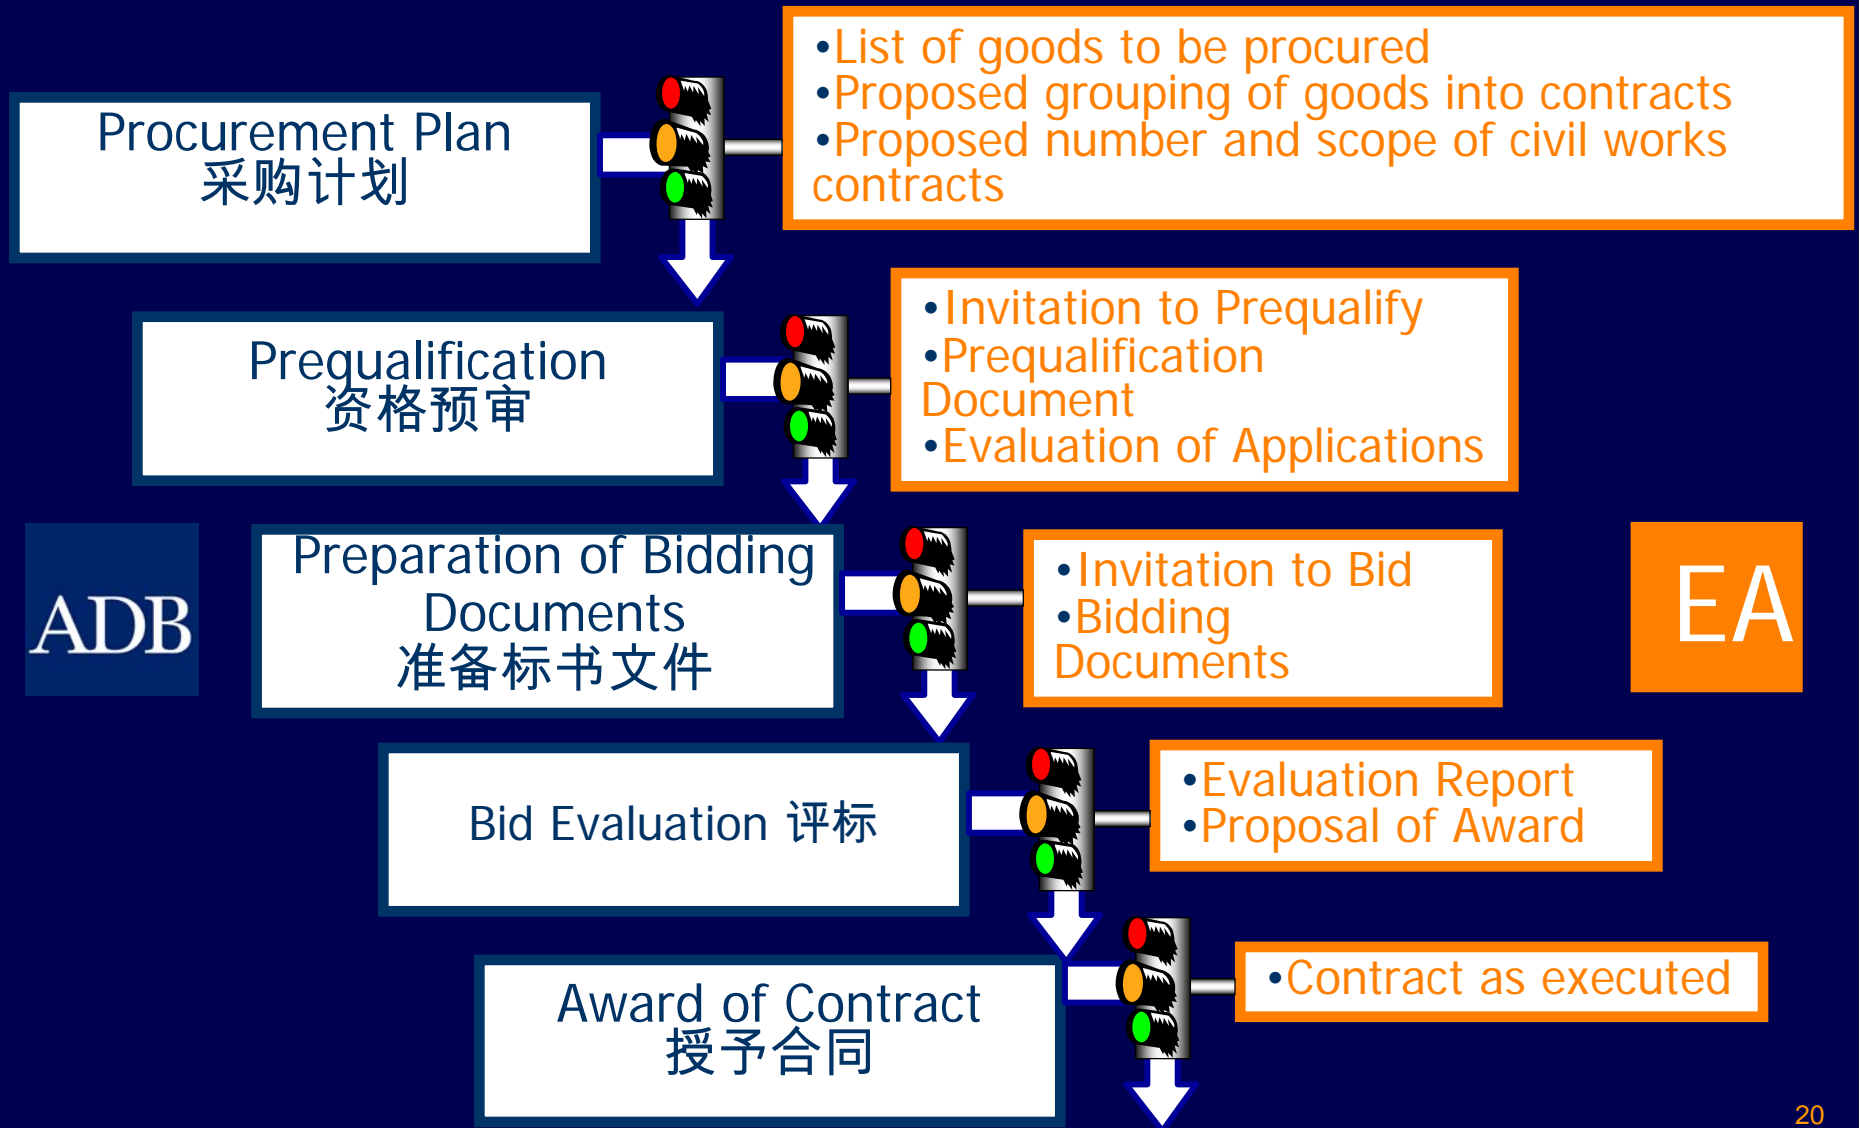 Procurement Plan
采购计划
•List of goods to be procured
•Proposed grouping of goods into contracts
•Proposed number and scope of civil works
contracts
Prequalification
资格预审
•Invitation to Prequalify
•Prequalification
Document
•Evaluation of Applications
ADB
Preparation of Bidding
Documents
准备标书文件
•Invitation to Bid
•Bidding
Documents
EA
Bid Evaluation 评标
•Evaluation Report
•Proposal of Award
Award of Contract
授予合同
•Contract as executed
20